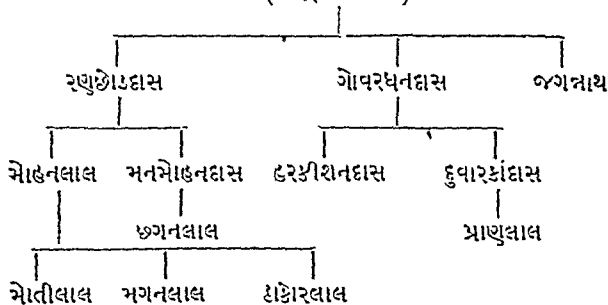 રણછોડદાસ ગોવરધનદાસ જગન્નાથ
મોહનલાલ મનમોહનદાસ હરકીશનદાસ દુવારકાંદાસ
છગનલાલ પ્રાણલાલ
મોતીલાલ મગનલાલ ઠાકોરલાલ